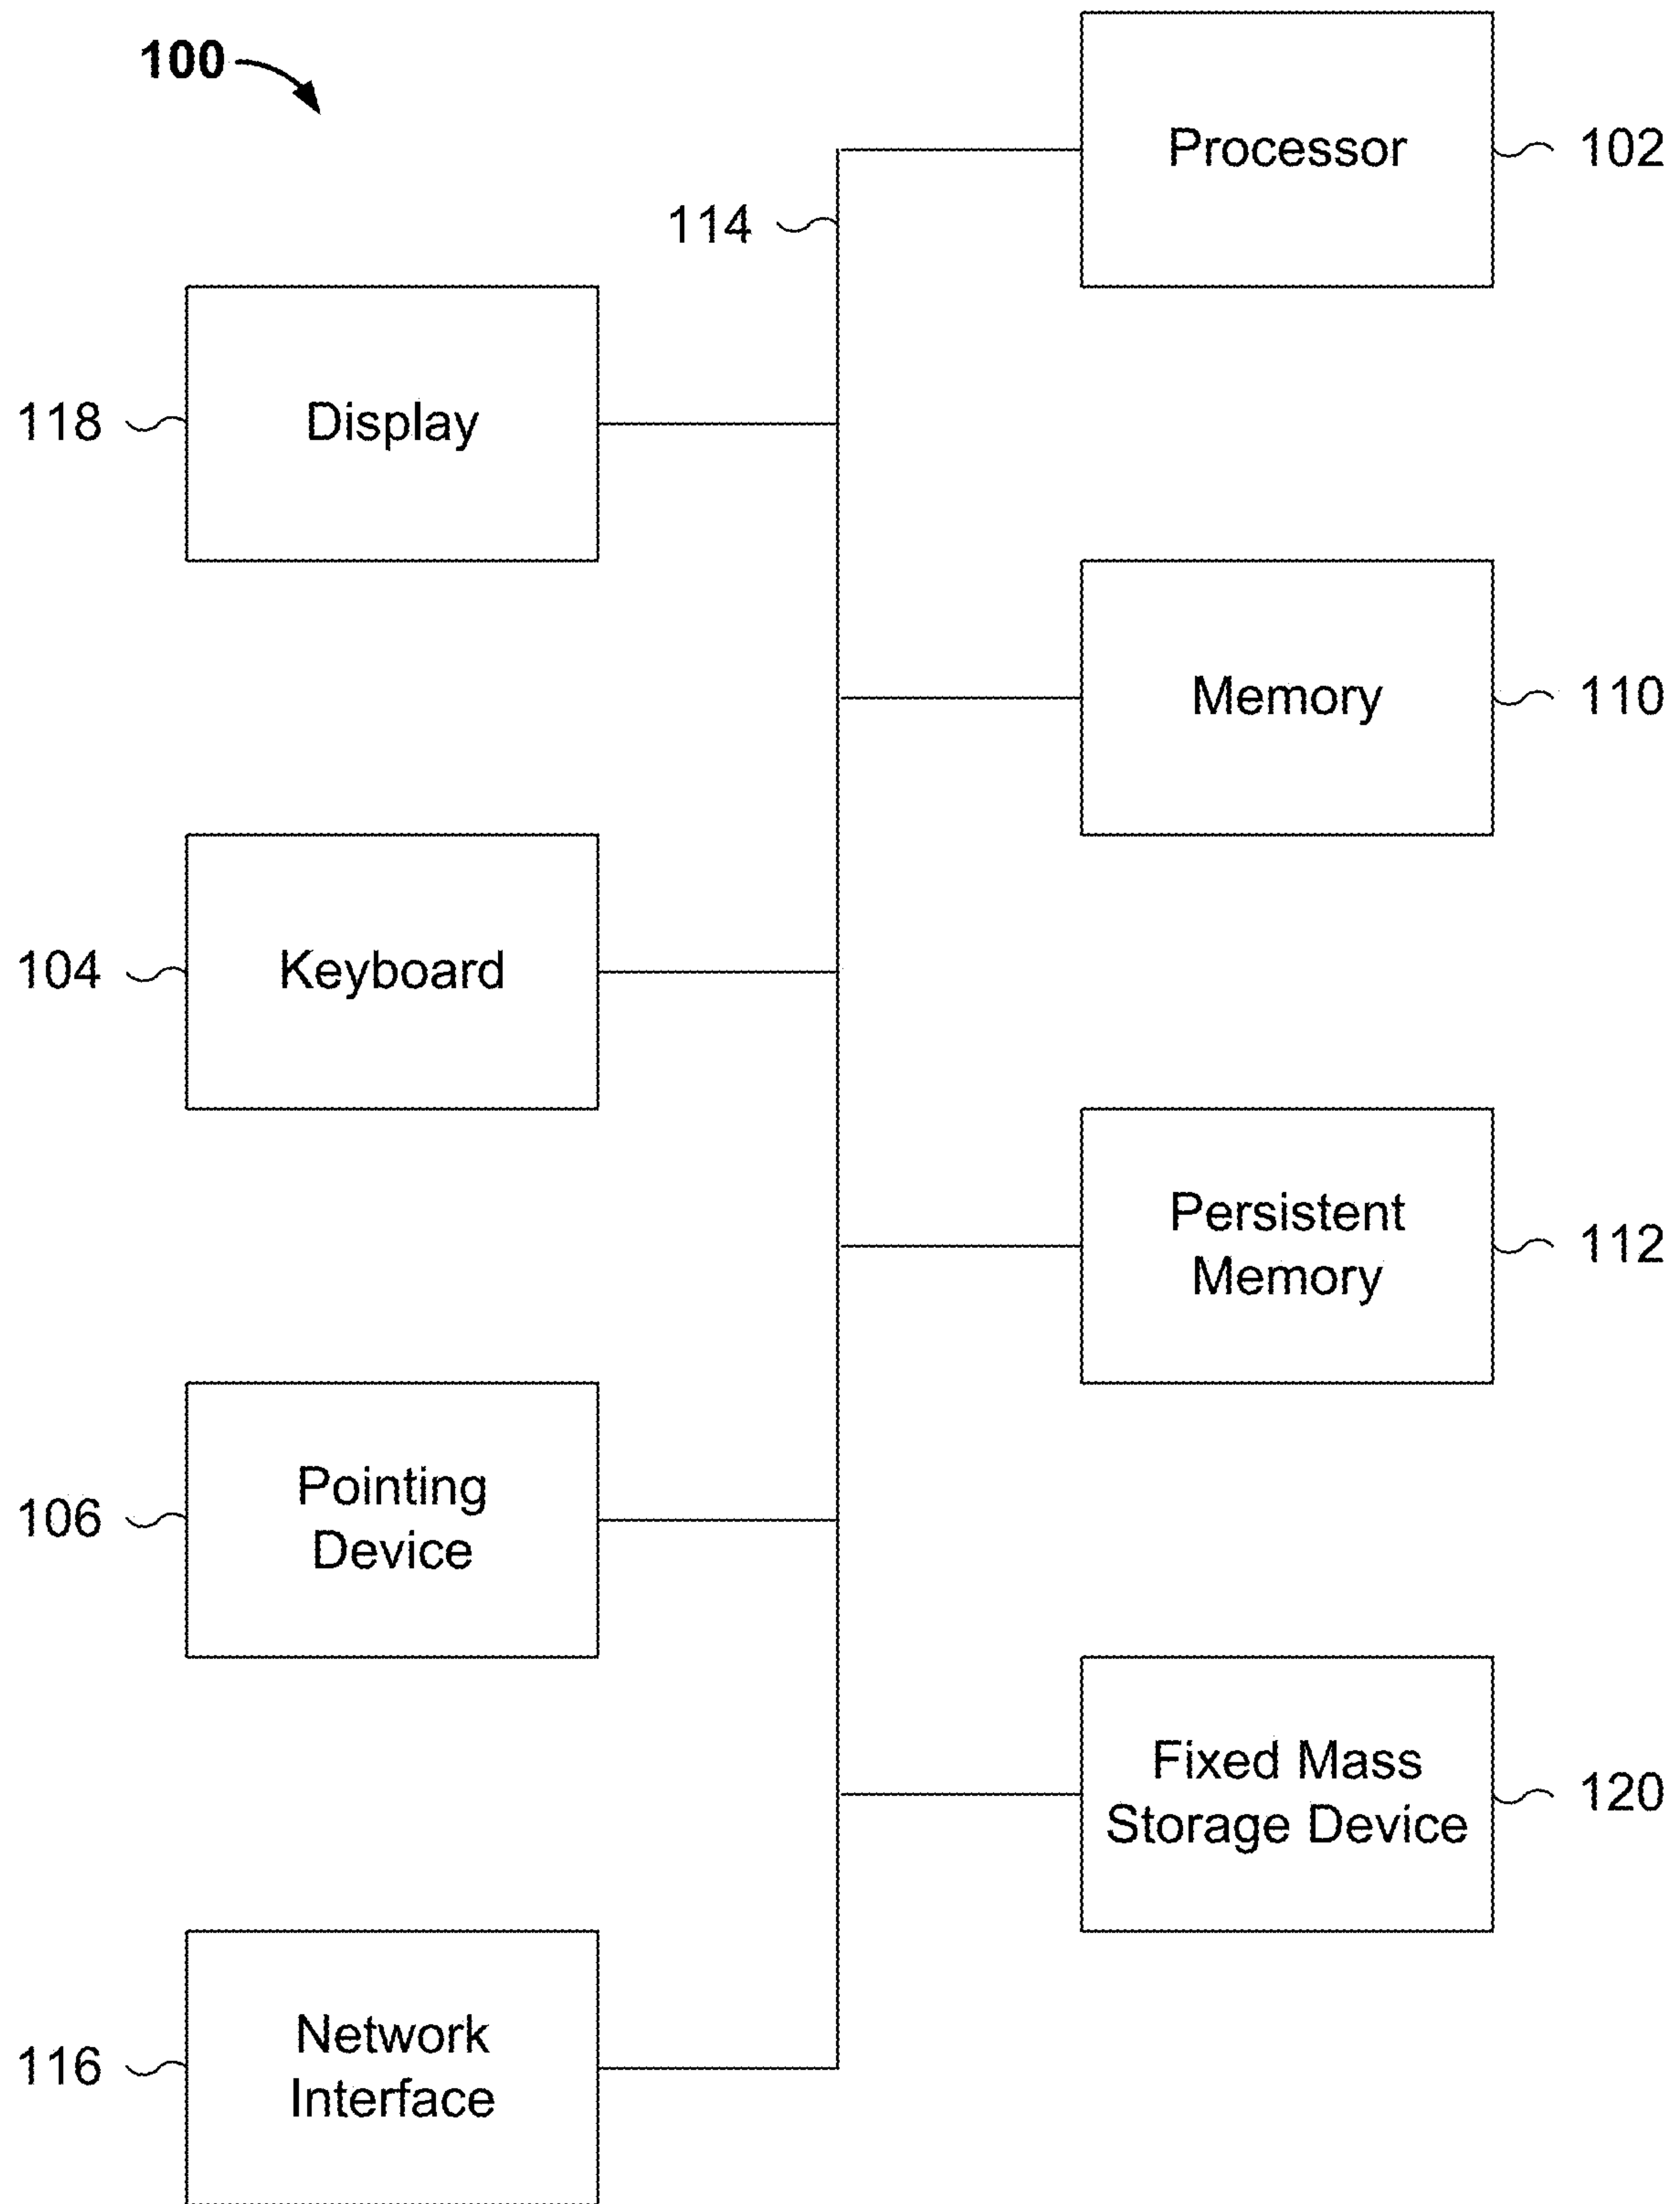 100
Processor
102
114
118
Display
Memory
110
104
Keyboard
Persistent
Memory
112
106
Pointing
Device
Fixed Mass
Storage Device
120
116
Network
Interface